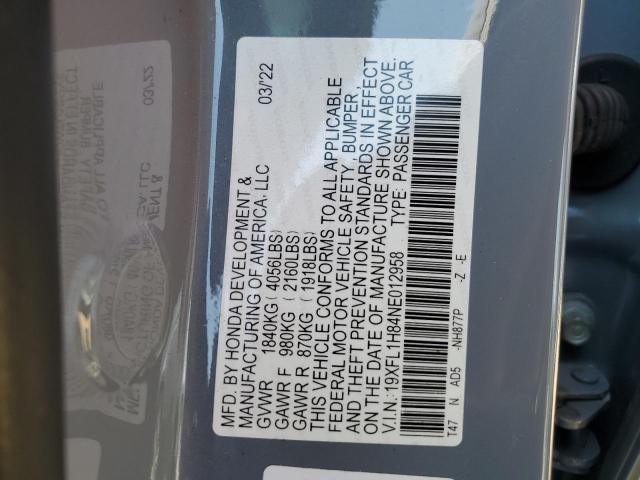 MFD. BY HONDA DEVELOPMENT &
MANUFACTURING OF AMERICA, LLC 03/'22
GVWR 1840KG ( 4056LBS)
GAWR F 980KG ( 2160LBS)
GAWR R 870KG ( 1918LBS)
THIS VEHICLE CONFORMS TO ALL APPLICABLE
FEDERAL MOTOR VEHICLE SAFETY, BUMPER,
AND THEFT PREVENTION STANDARDS IN EFFECT
ON THE DATE OF MANUFACTURE SHOWN ABOVE.
V.I.N:19XFL1H84NE012958 TYPE: PASSENGER CAR
T47 N AD5 -NH877P -Z -E